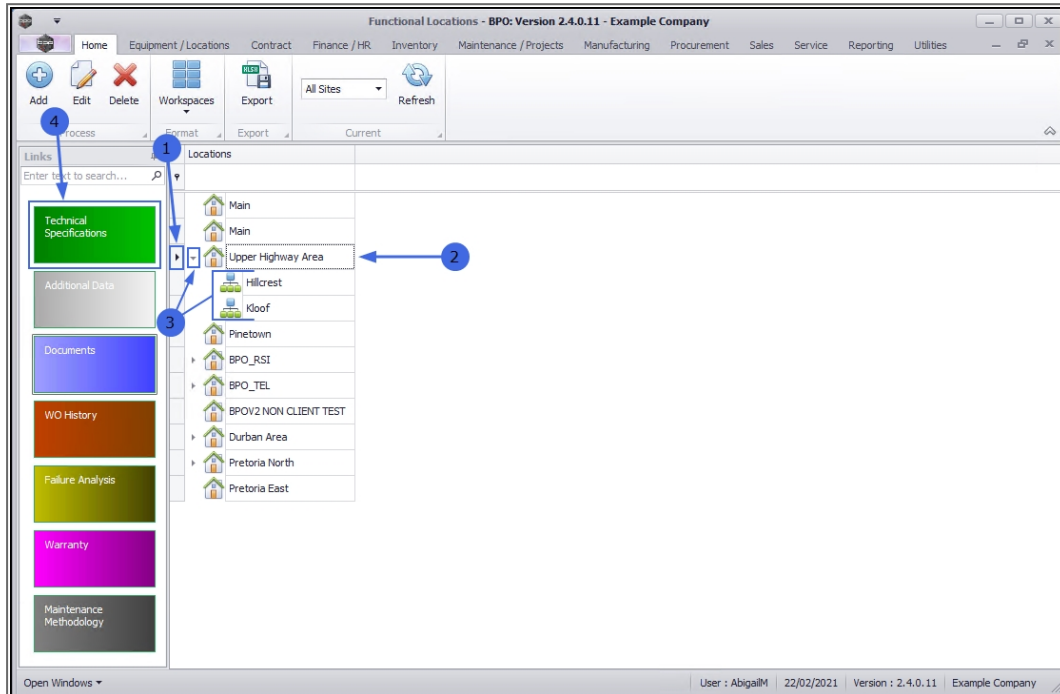 Functional Locations - BPO: Version 2.4.0.11 - Example Company
Home Equipment / Locations Contract Finance / HR Inventory Maintenance / Projects Manufacturing Procurement Sales Service Reporting Utilities
XLSX
All Sites
Add Edit Delete Workspaces Export Refresh
4
Process Format Export Current
1
Links
Locations
Enter text to search...
Main
Technical
Specifications
Main
Upper Highway Area
2
Additional Data
Hillcrest
Kloof
3
Pinetown
Documents
BPO_RSI
BPO_TEL
WO History
BPOV2 NON CLIENT TEST
Durban Area
Pretoria North
Failure Analysis
Pretoria East
Warranty
Maintenance
Methodology
Open Windows
User : AbigailM 22/02/2021 Version : 2.4.0.11 Example Company